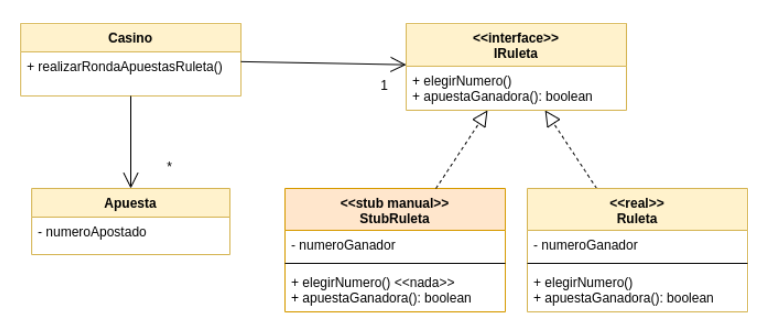 Casino
+ realizarRondaApuestasRuleta()
<<interface>>
IRuleta
+ elegirNumero()
+ apuestaGanadora(): boolean
1
*
Apuesta
- numeroApostado
<<stub manual>>
StubRuleta
- numeroGanador
+ elegirNumero() <<nada>>
+ apuestaGanadora(): boolean
<<real>>
Ruleta
- numeroGanador
+ elegirNumero()
+ apuestaGanadora(): boolean